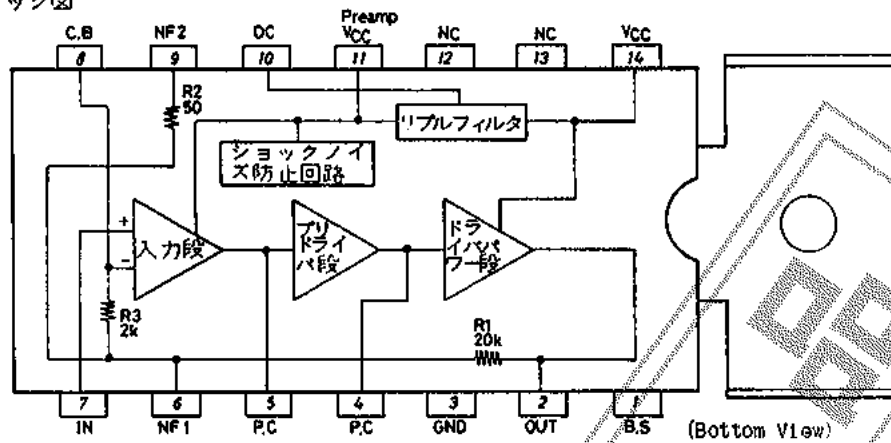 ック図
Preamp
C.B NF2 DC VCC NC NC VCC
8 9 10 11 12 13 14
R2
50
リプルフィルタ
ショックノイ
ズ防止回路
+
入力段
−
プリ
ドライ
バ段
ドラ
イバパ
ワー段
R3
2k
R1
20k
7 6 5 4 3 2 1
IN NF1 P.C P.C GND OUT B.S
(Bottom View)